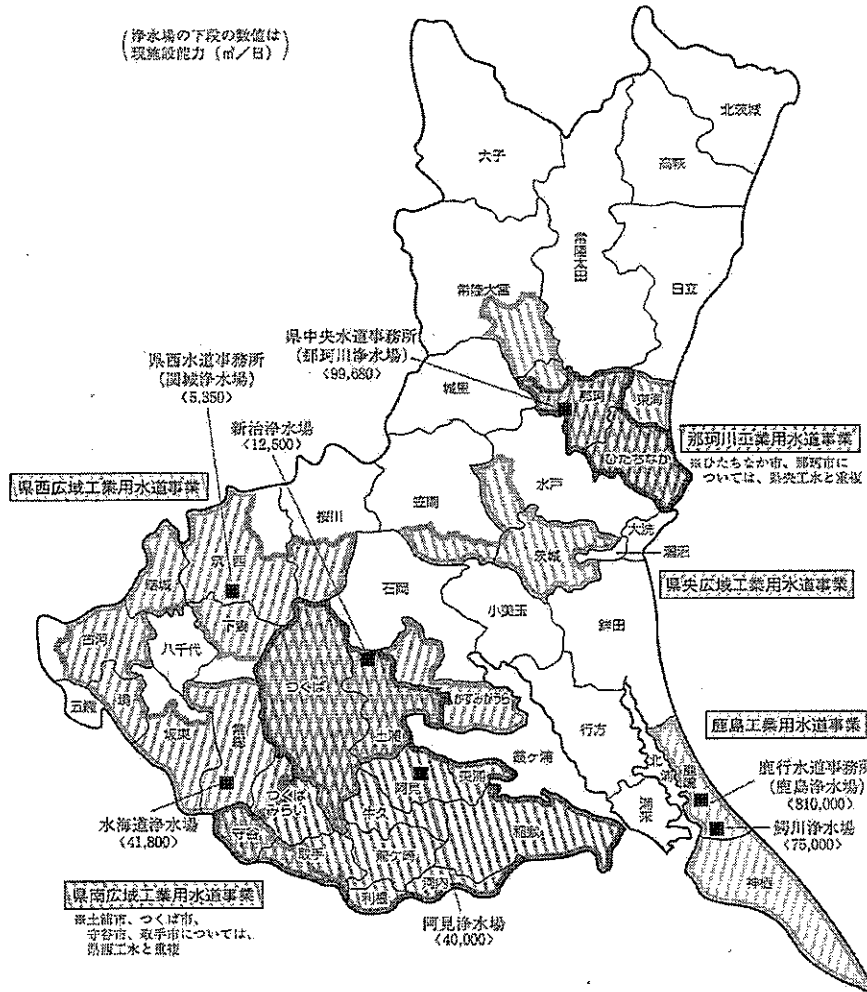 (浄水場の下段の数値は
現施設能力(㎥/日))
北茨城
大子
高萩
常陸太田
常陸大宮
日立
県中央水道事務所
(那珂川浄水場)
<99,680>
県西水道事務所
(関城浄水場)
<5,350>
城里
那珂
東海
新治浄水場
<12,500>
那珂川工業用水道事業
※ひたちなか市、那珂市に
ついては、県央工水と重複
ひたちなか
水戸
県西広域工業用水道事業
桜川
笠間
大洗
涸沼
茨城
筑西
結城
石岡
県央広域工業用水道事業
小美玉
鉾田
下妻
古河
八千代
つくば
かすみがうら
五霞
境
坂東
常総
土浦
行方
霞ヶ浦
鹿島工業用水道事業
北浦
鹿嶋
鹿行水道事務所
(鹿島浄水場)
<810,000>
阿見
美浦
潮来
つくば
みらい
牛久
水海道浄水場
<41,800>
鰐川浄水場
<75,000>
守谷
取手
龍ケ崎
稲敷
神栖
県南広域工業用水道事業
利根
河内
※土浦市、つくば市、
守谷市、取手市については、
県西工水と重複
阿見浄水場
<40,000>